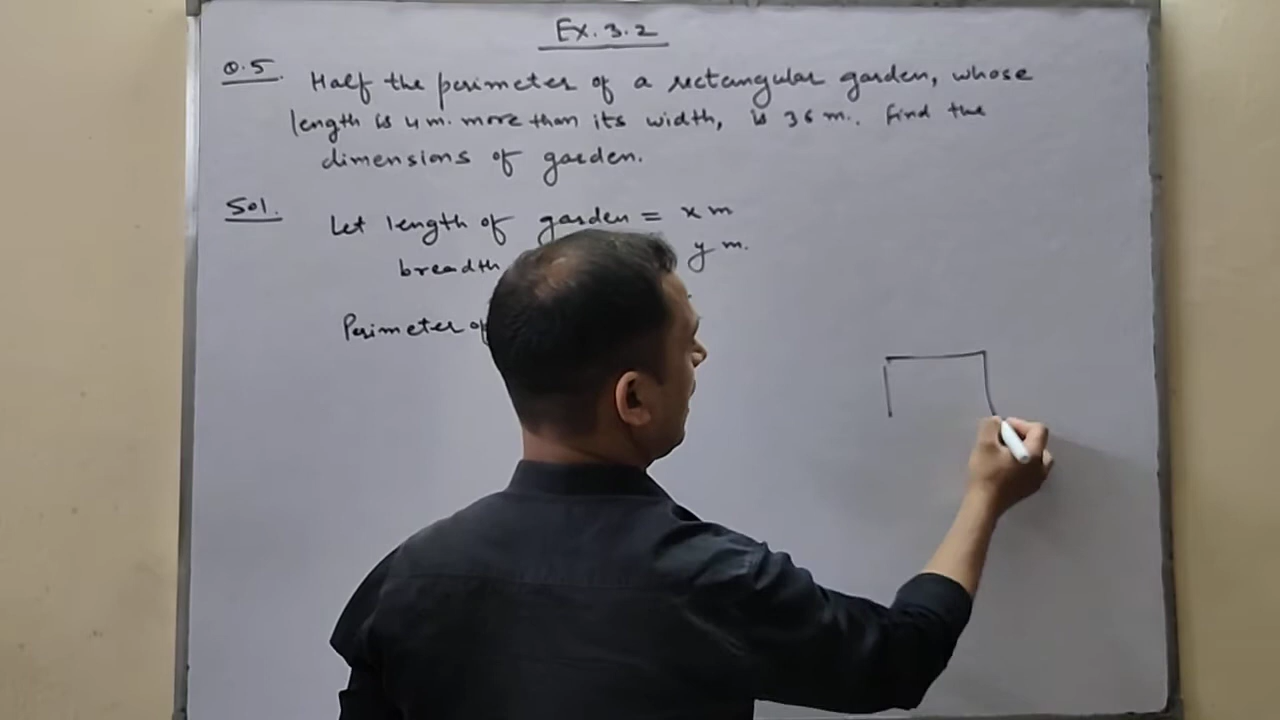 Ex. 3.2
Q.5. Half the perimeter of a rectangular garden, whose
length is 4 m. more than its width, is 36 m.. Find the
dimensions of garden.
Sol. Let length of garden = x m
breadth y m.
Perimeter of